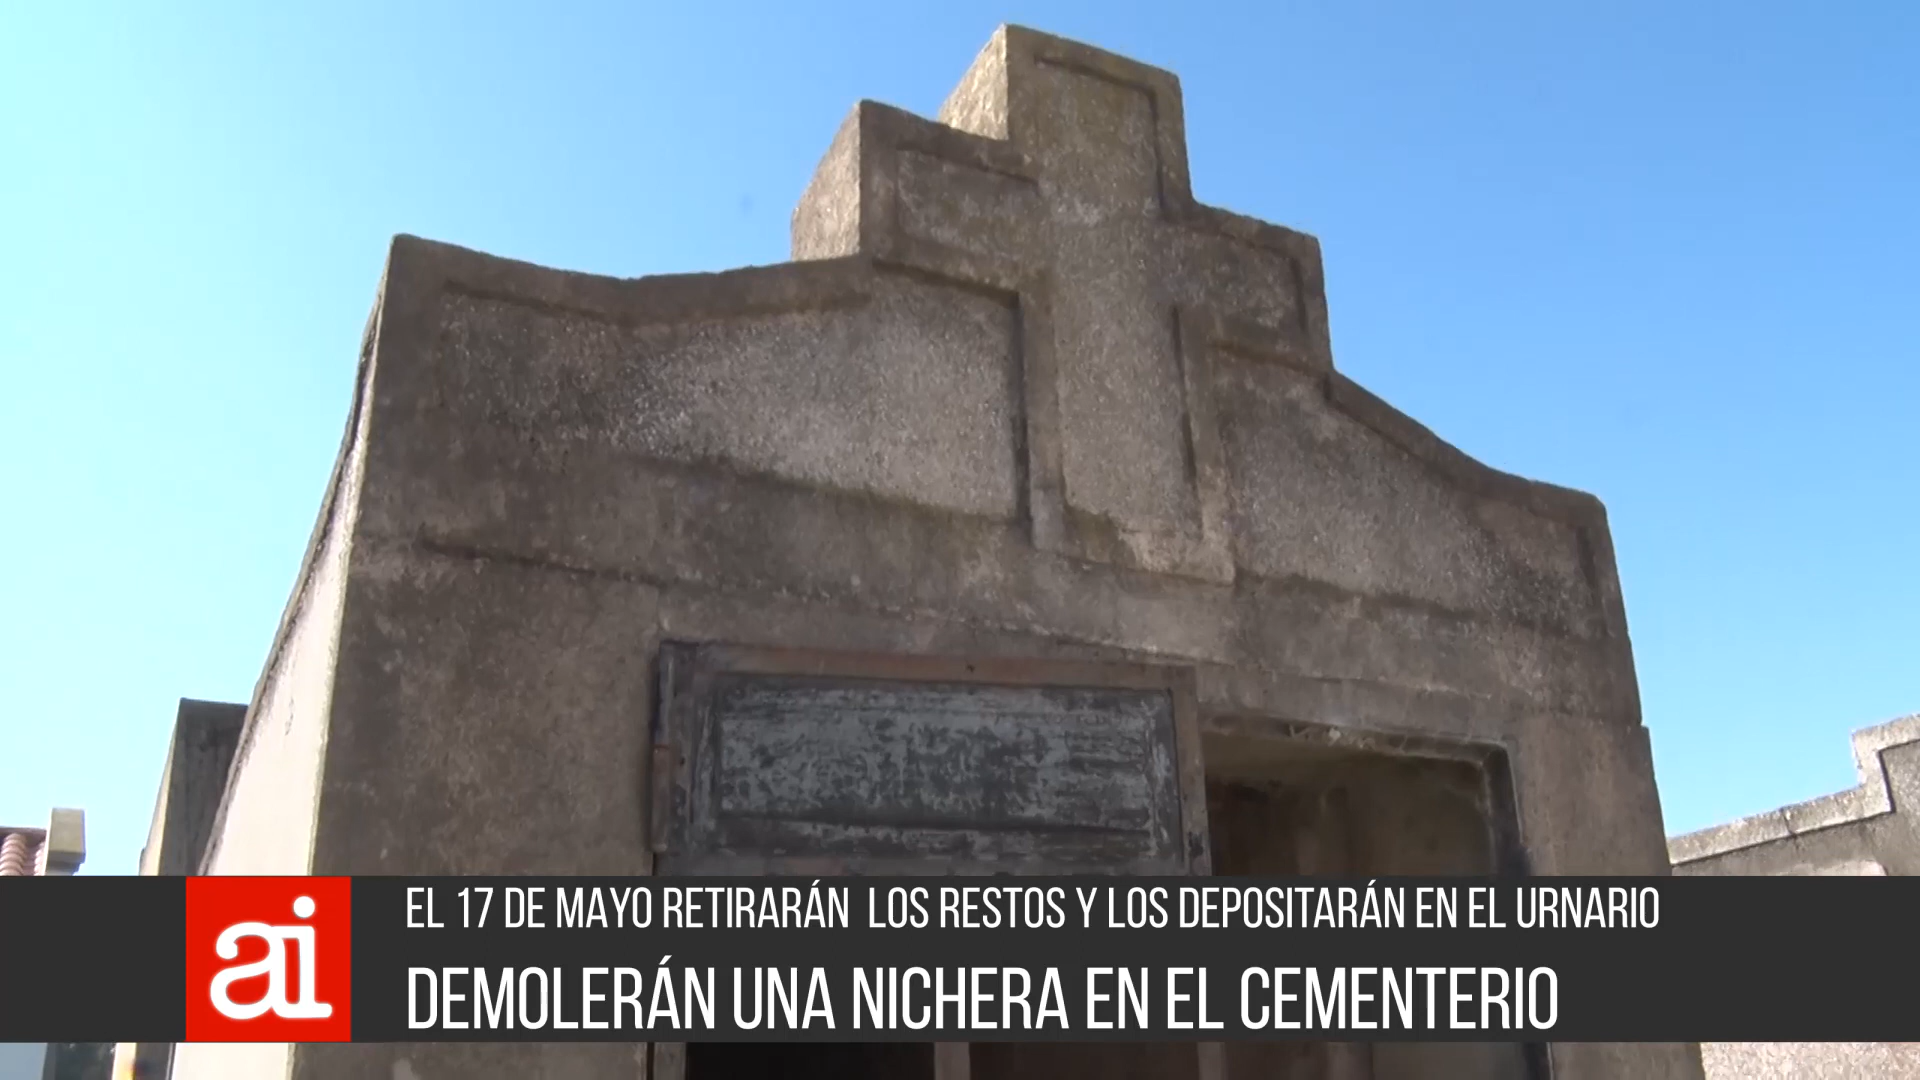 EL 17 DE MAYO RETIRARÁN LOS RESTOS Y LOS DEPOSITARÁN EN EL URNARIO
ai
DEMOLERÁN UNA NICHERA EN EL CEMENTERIO